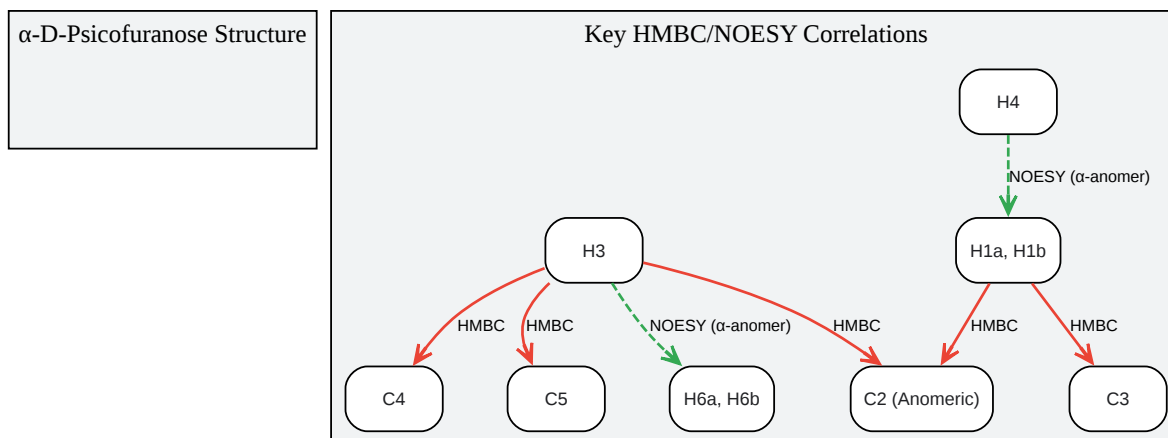 α-D-Psicofuranose Structure
Key HMBC/NOESY Correlations
H4
NOESY (α-anomer)
H3
H1a, H1b
HMBC
HMBC
NOESY (α-anomer)
HMBC
HMBC
HMBC
C4
C5
H6a, H6b
C2 (Anomeric)
C3